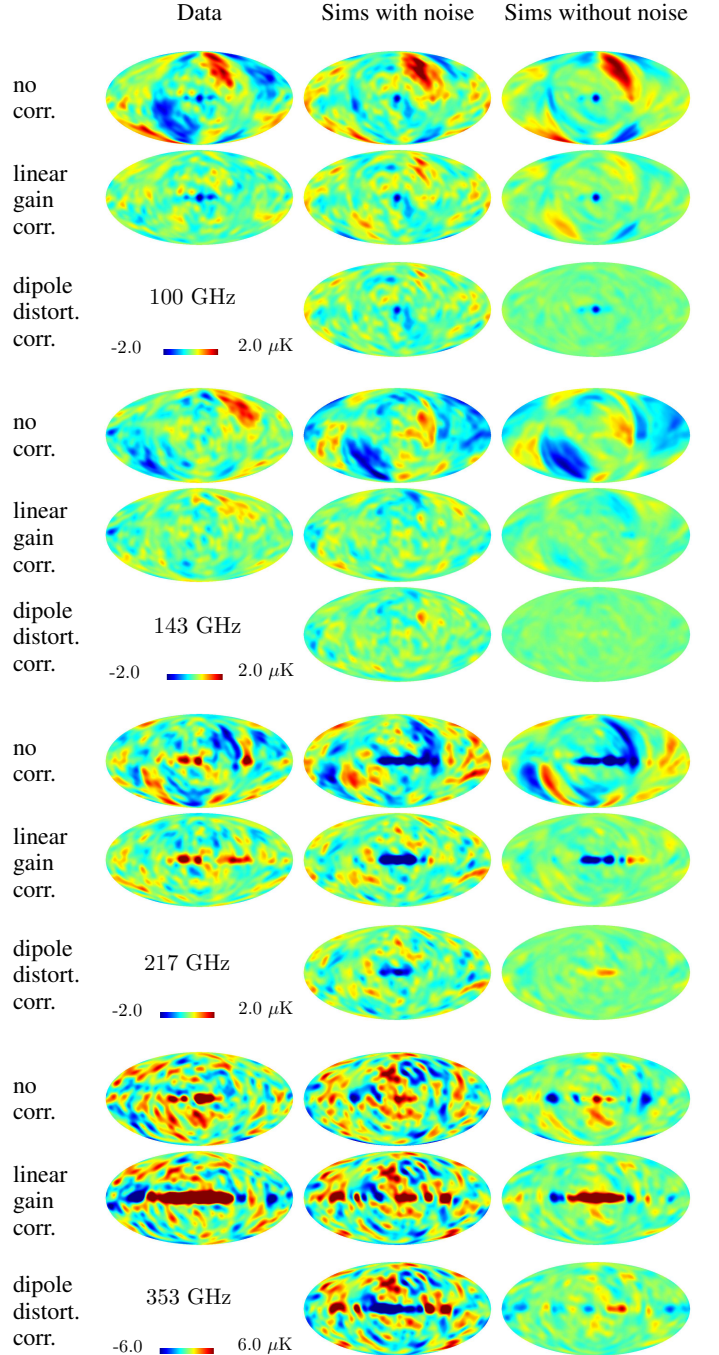 Data Sims with noise Sims without noise
no
corr.
linear
gain
corr.
dipole
distort.
corr.
100 GHz
-2.0 2.0 μK
no
corr.
linear
gain
corr.
dipole
distort.
corr.
143 GHz
-2.0 2.0 μK
no
corr.
linear
gain
corr.
dipole
distort.
corr.
217 GHz
-2.0 2.0 μK
no
corr.
linear
gain
corr.
dipole
distort.
corr.
353 GHz
-6.0 6.0 μK